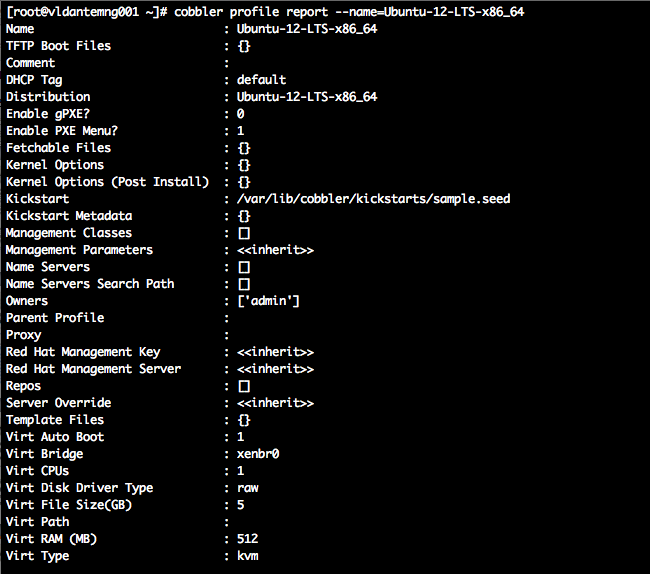 [root@vldantemng001 ~]# cobbler profile report --name=Ubuntu-12-LTS-x86_64
Name                           : Ubuntu-12-LTS-x86_64
TFTP Boot Files                : {}
Comment                        :
DHCP Tag                       : default
Distribution                   : Ubuntu-12-LTS-x86_64
Enable gPXE?                   : 0
Enable PXE Menu?               : 1
Fetchable Files                : {}
Kernel Options                 : {}
Kernel Options (Post Install)  : {}
Kickstart                      : /var/lib/cobbler/kickstarts/sample.seed
Kickstart Metadata             : {}
Management Classes             : []
Management Parameters          : <<inherit>>
Name Servers                   : []
Name Servers Search Path       : []
Owners                         : ['admin']
Parent Profile                 :
Proxy                          :
Red Hat Management Key         : <<inherit>>
Red Hat Management Server      : <<inherit>>
Repos                          : []
Server Override                : <<inherit>>
Template Files                 : {}
Virt Auto Boot                 : 1
Virt Bridge                    : xenbr0
Virt CPUs                      : 1
Virt Disk Driver Type          : raw
Virt File Size(GB)             : 5
Virt Path                      :
Virt RAM (MB)                  : 512
Virt Type                      : kvm